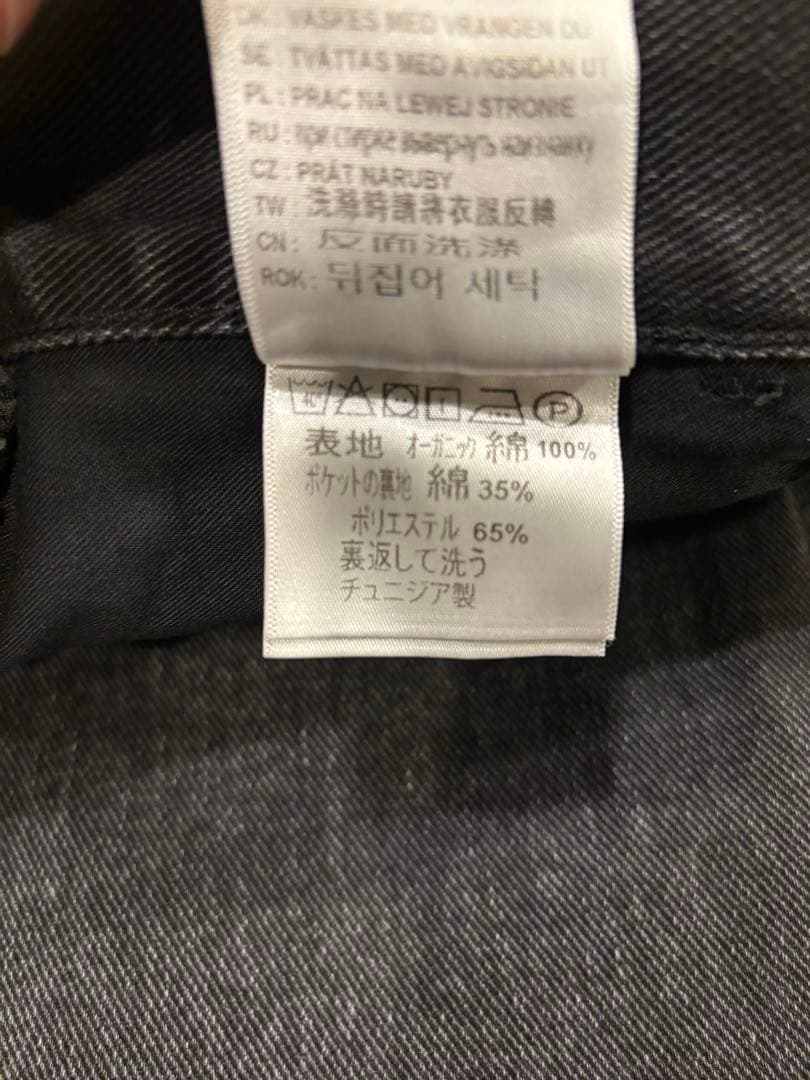 DK: VASKES MED VRANGEN UD
SE: TVÄTTAS MED AVIGSIDAN UT
PL: PRAC NA LEWEJ STRONIE
RU:
CZ: PRÁT NARUBY
TW: 洗滌時請將衣服反轉
CN: 反面洗涤
ROK: 뒤집어 세탁
40°
P
表地 オーガニック 綿 100%
ポケットの裏地 綿 35%
ポリエステル 65%
裏返して洗う
チュニジア製